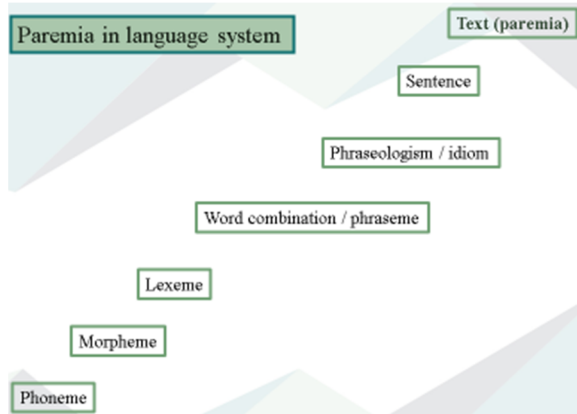 Paremia in language system
Text (paremia)
Sentence
Phraseologism / idiom
Word combination / phraseme
Lexeme
Morpheme
Phoneme